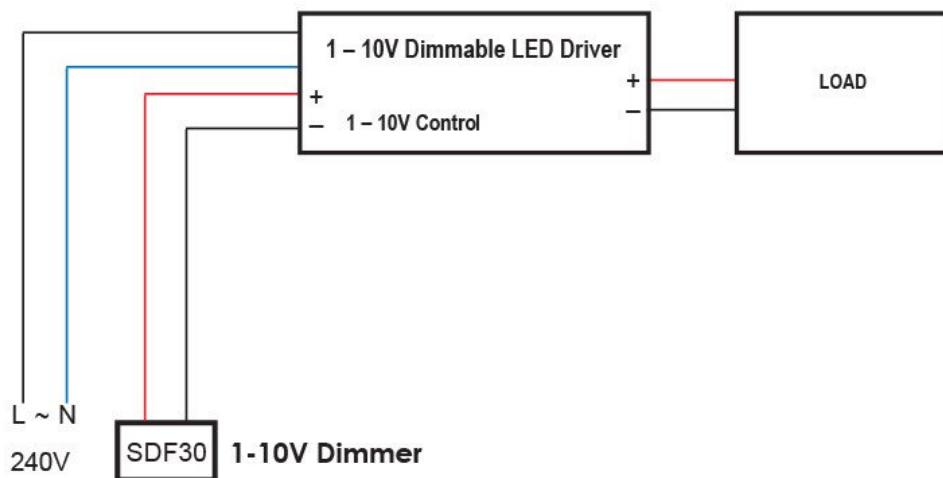 1 – 10V Dimmable LED Driver
+
–
1 – 10V Control
+
–
LOAD
L ~ N
240V
SDF30
1-10V Dimmer